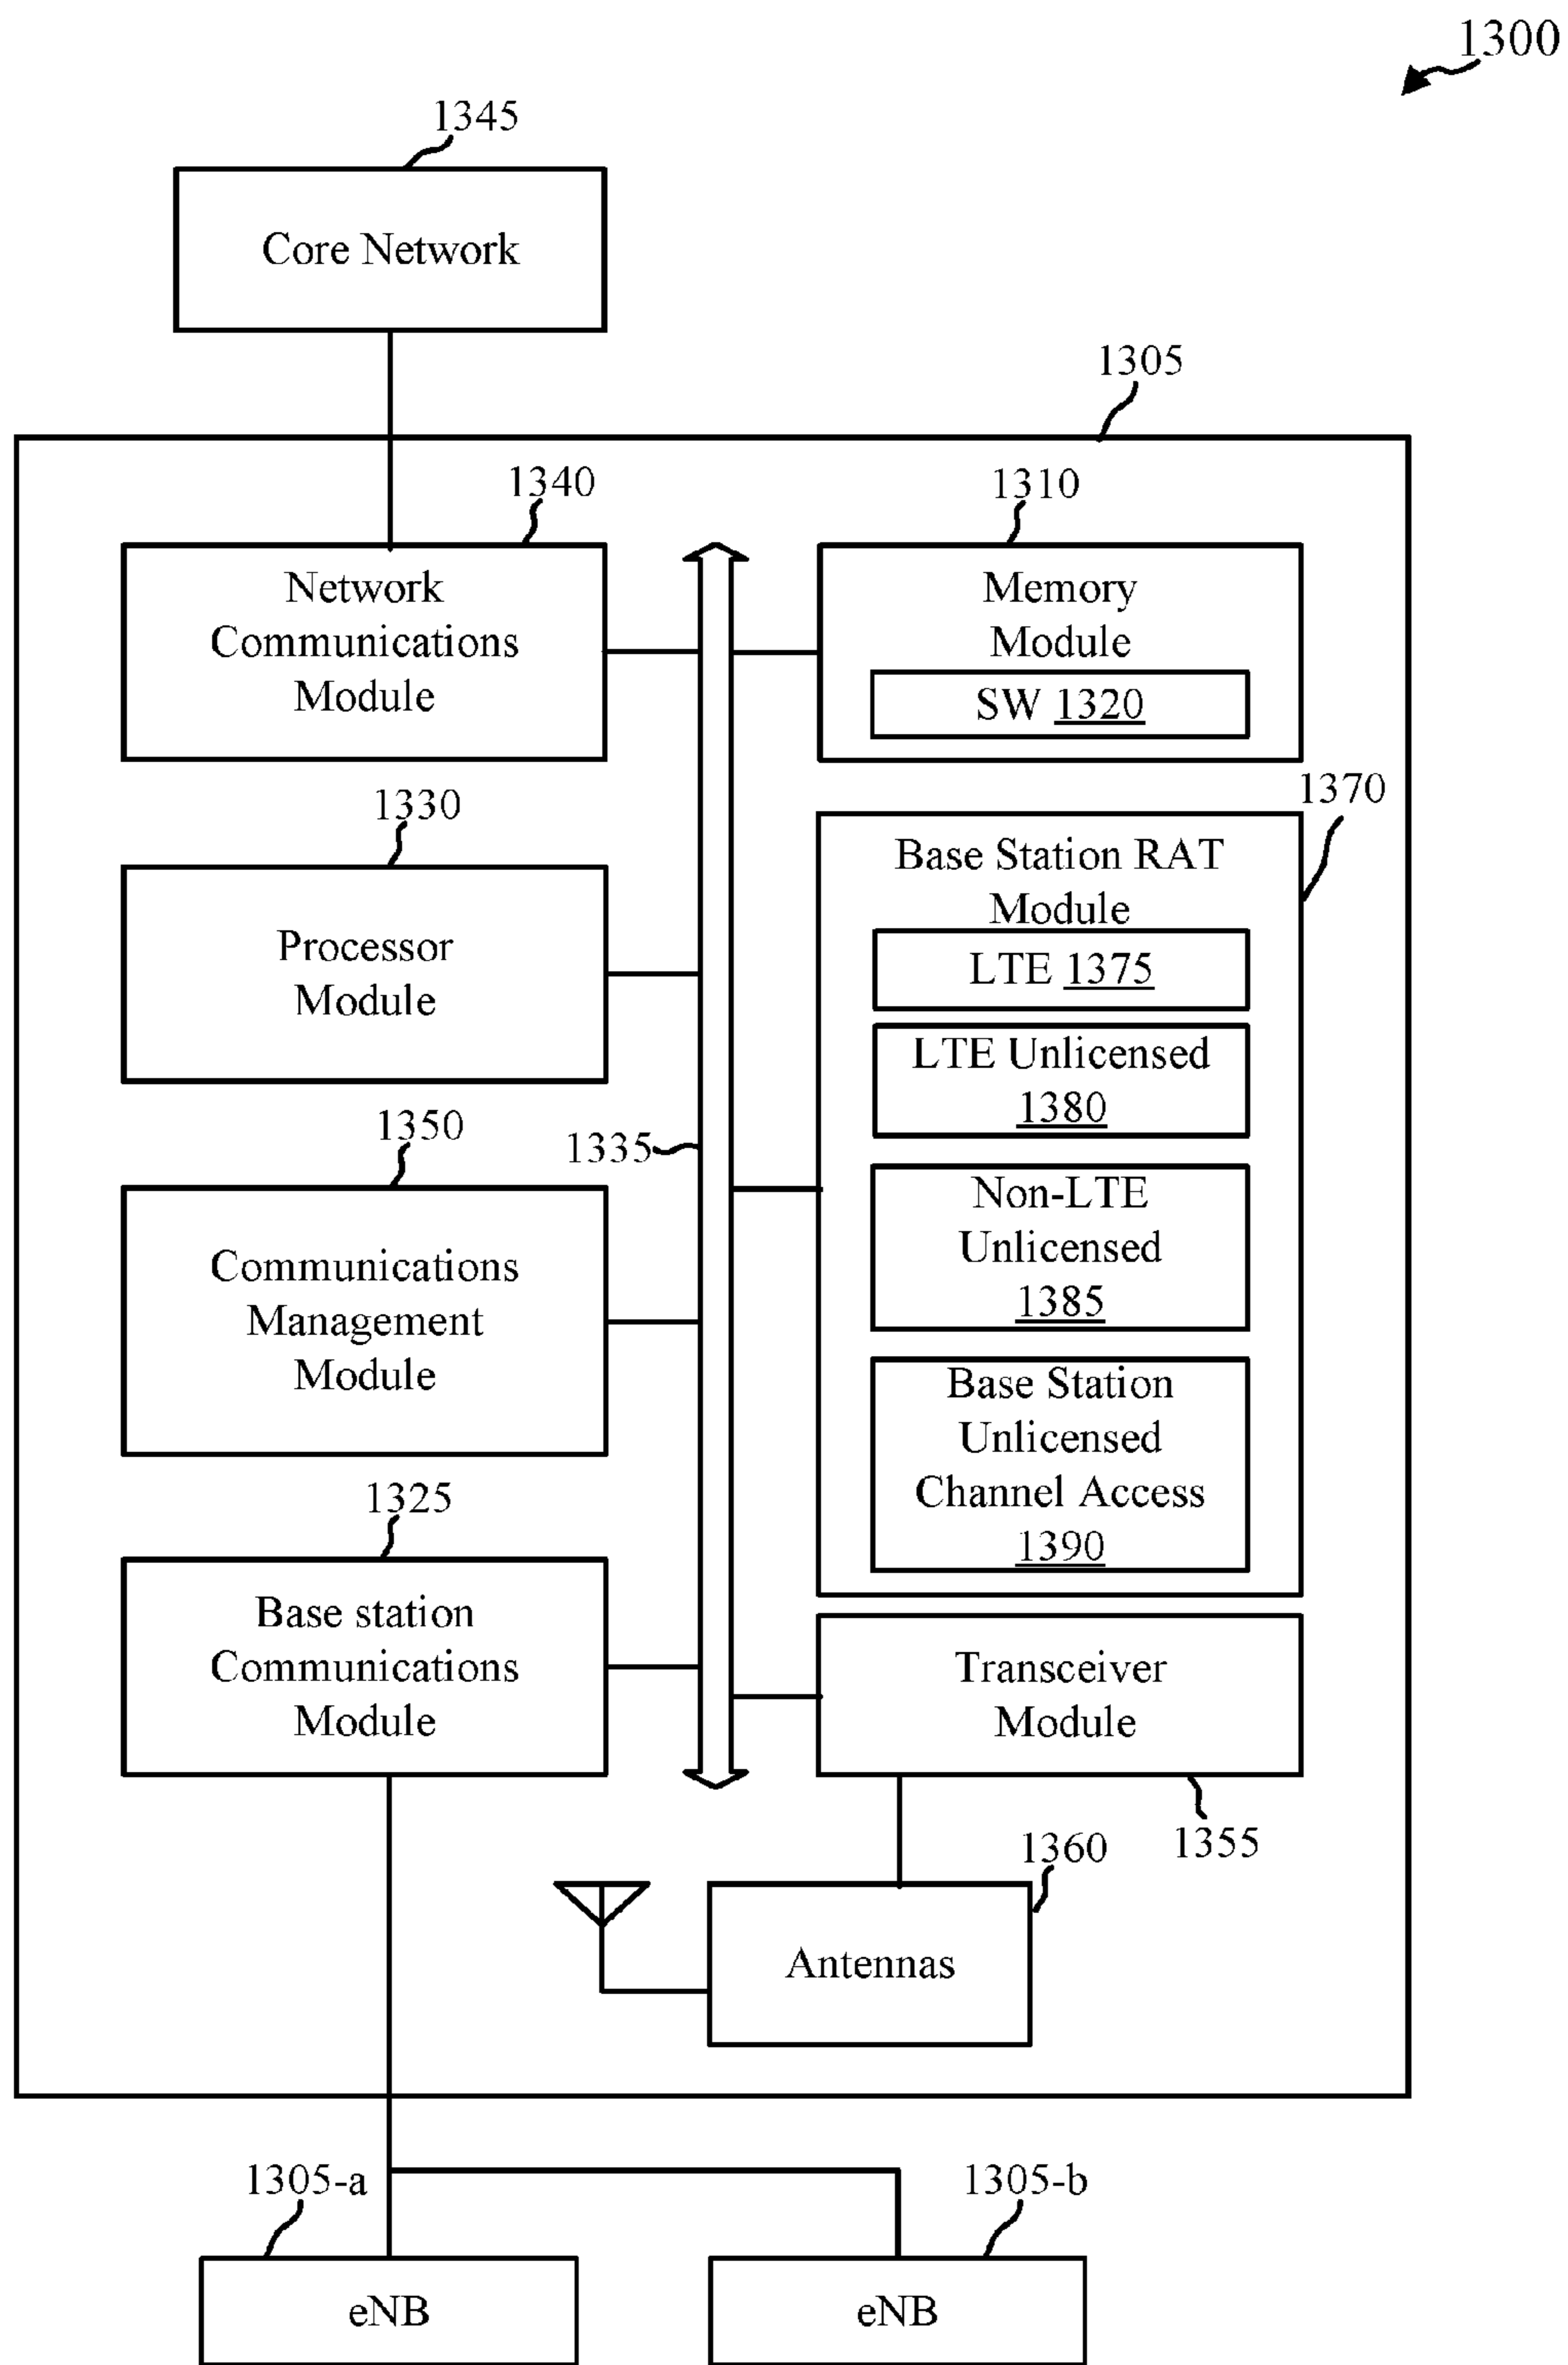 1300
1345
Core Network
1305
1340
1310
Network
Communications
Module
Memory
Module
SW 1320
1330
1370
Processor
Module
Base Station RAT
Module
LTE 1375
LTE Unlicensed
1380
1350
1335
Communications
Management
Module
Non-LTE
Unlicensed
1385
Base Station
Unlicensed
Channel Access
1390
1325
Base station
Communications
Module
Transceiver
Module
1355
1360
Antennas
1305-a
1305-b
eNB
eNB